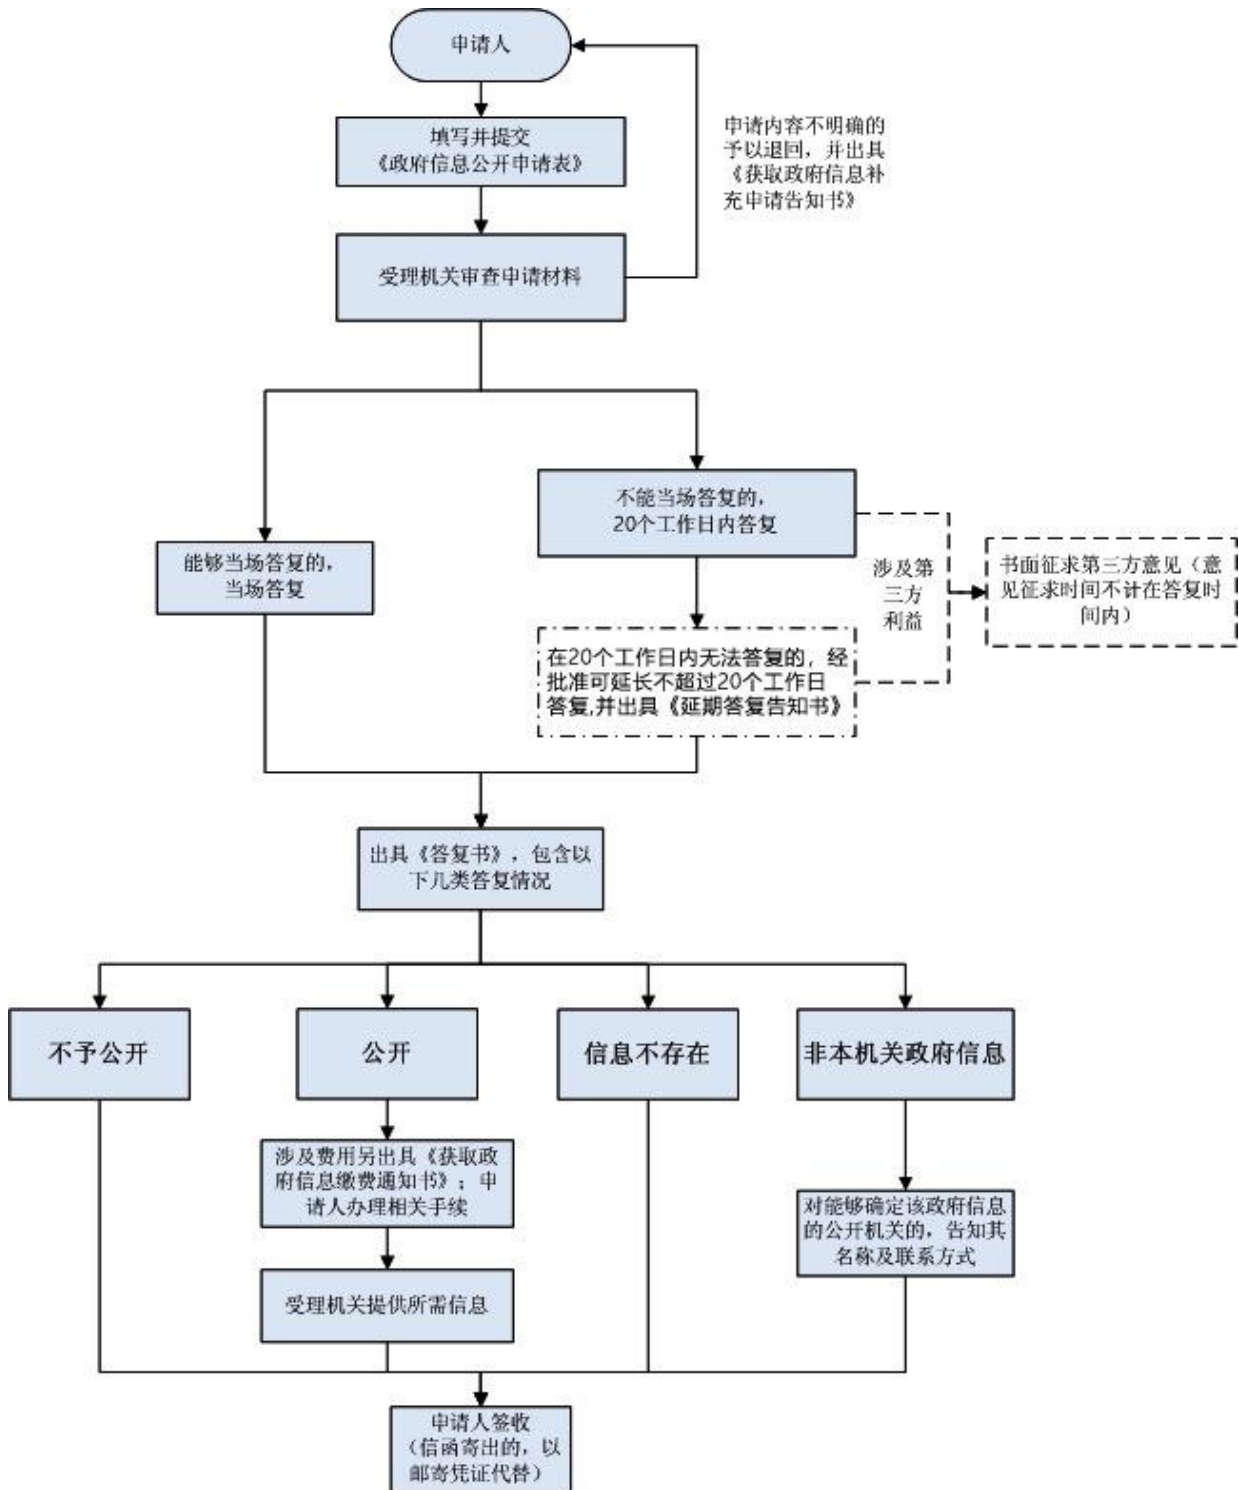 申请人
填写并提交
《政府信息公开申请表》
申请内容不明确的
予以退回，并出具
《获取政府信息补
充申请告知书》
受理机关审查申请材料
不能当场答复的，
20个工作日内答复
能够当场答复的，
当场答复
涉及第
三方
利益
书面征求第三方意见（意
见征求时间不计在答复时
间内）
在20个工作日内无法答复的，经
批准可延长不超过20个工作日
答复,并出具《延期答复告知书》
出具《答复书》，包含以
下几类答复情况
不予公开
公开
信息不存在
非本机关政府信息
涉及费用另出具《获取政
府信息缴费通知书》；申
请人办理相关手续
对能够确定该政府信息
的公开机关的，告知其
名称及联系方式
受理机关提供所需信息
申请人签收
（信函寄出的，以
邮寄凭证代替）